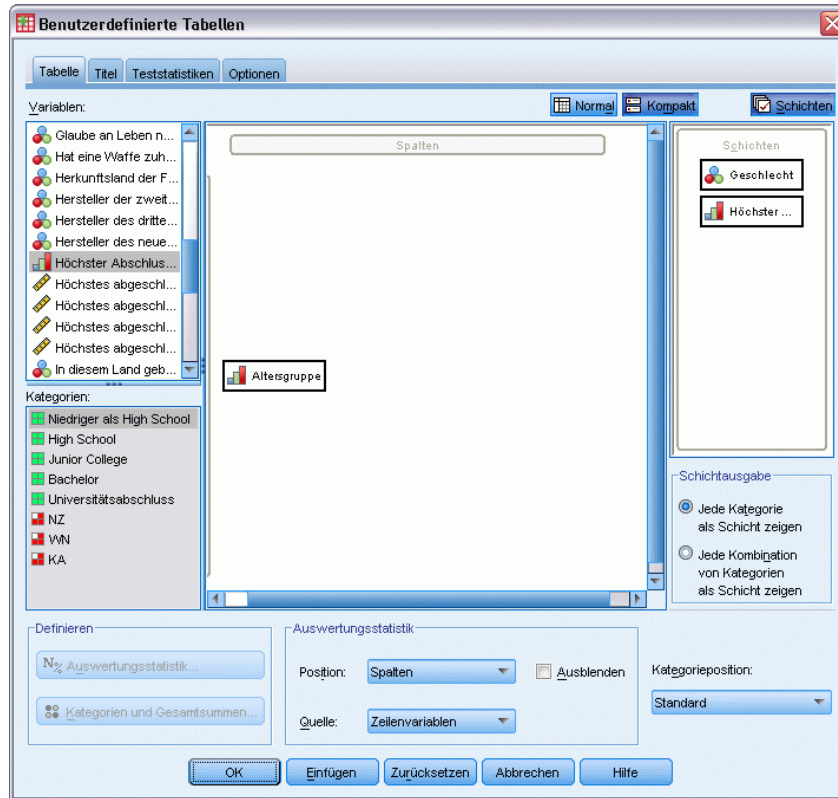 Benutzerdefinierte Tabellen
Tabelle Titel Teststatistiken Optionen
Variablen:
Normal Kompakt Schichten
Glaube an Leben n...
Hat eine Waffe zuh...
Herkunftsland der F...
Hersteller der zweit...
Hersteller des dritte...
Hersteller des neue...
Höchster Abschlus...
Höchstes abgeschl...
Höchstes abgeschl...
Höchstes abgeschl...
Höchstes abgeschl...
In diesem Land geb...
Kategorien:
Niedriger als High School
High School
Junior College
Bachelor
Universitätsabschluss
NZ
WN
KA
Spalten
Altersgruppe
Schichten
Geschlecht
Höchster ...
Schichtausgabe
Jede Kategorie
als Schicht zeigen
Jede Kombination
von Kategorien
als Schicht zeigen
Definieren
N% Auswertungsstatistik...
Kategorien und Gesamtsummen...
Auswertungsstatistik
Position: Spalten Ausblenden
Quelle: Zeilenvariablen
Kategorieposition:
Standard
OK Einfügen Zurücksetzen Abbrechen Hilfe